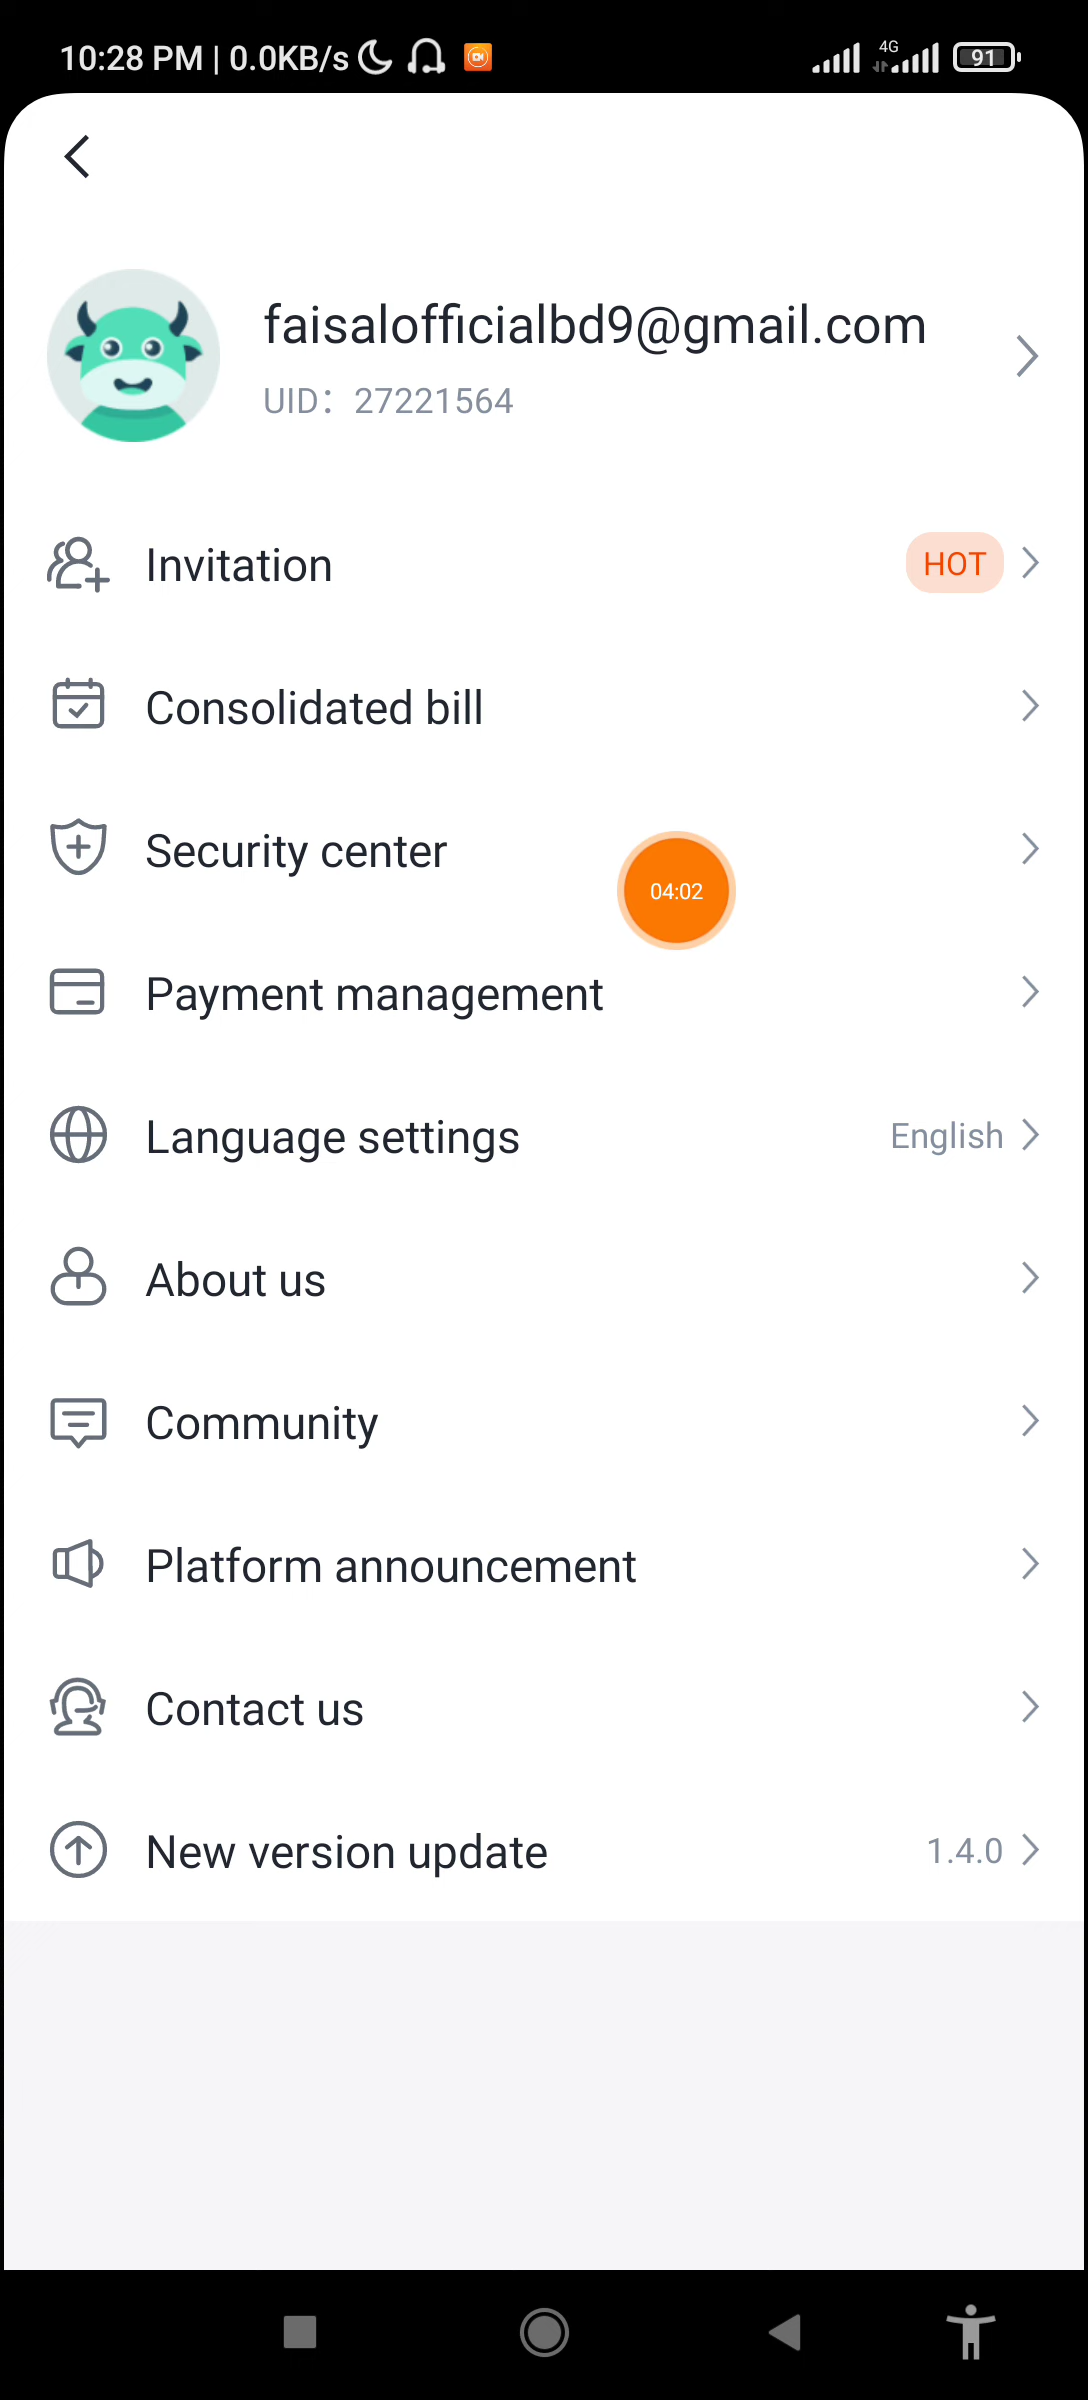 10:28 PM | 0.0KB/s 4G 91
faisalofficialbd9@gmail.com
UID: 27221564
Invitation HOT
Consolidated bill
Security center
04:02
Payment management
Language settings English
About us
Community
Platform announcement
Contact us
New version update 1.4.0